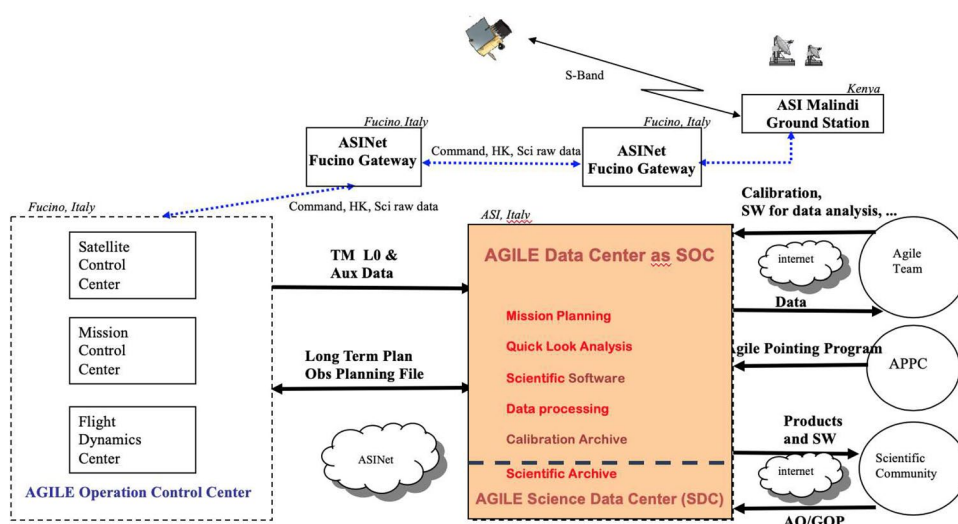 S-Band
Kenya
ASI Malindi
Ground Station
Fucino, Italy
ASINet
Fucino Gateway
Command, HK, Sci raw data
Fucino, Italy
ASINet
Fucino Gateway
Command, HK, Sci raw data
Fucino, Italy
Satellite
Control
Center
Mission
Control
Center
Flight
Dynamics
Center
AGILE Operation Control Center
TM L0 &
Aux Data
Long Term Plan
Obs Planning File
ASINet
ASI, Italy
AGILE Data Center as SOC
Mission Planning
Quick Look Analysis
Scientific Software
Data processing
Calibration Archive
Scientific Archive
AGILE Science Data Center (SDC)
Calibration,
SW for data analysis, ...
internet
Data
Agile
Team
gile Pointing Program
APPC
Products
and SW
internet
Scientific
Community
AO/GOP